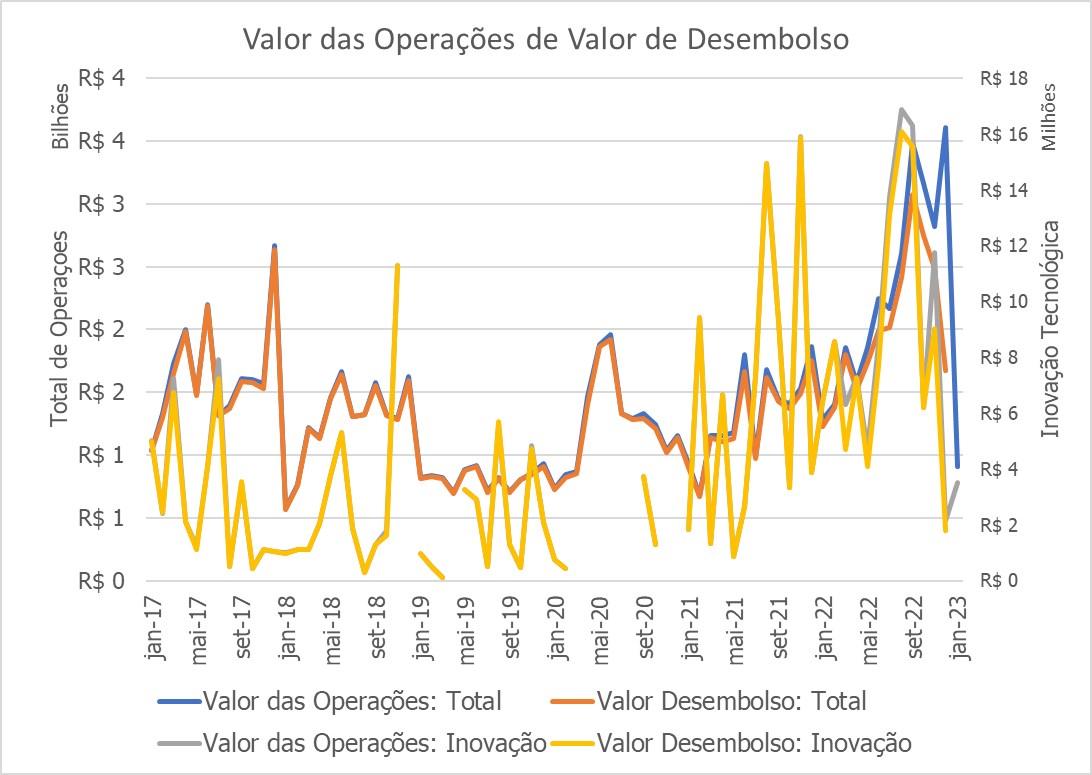 Valor das Operações de Valor de Desembolso
Bilhões
Total de Operaçoes
R$ 4
R$ 4
R$ 3
R$ 3
R$ 2
R$ 2
R$ 1
R$ 1
R$ 0
R$ 18
R$ 16
R$ 14
R$ 12
R$ 10
R$ 8
R$ 6
R$ 4
R$ 2
R$ 0
Milhões
Inovação Tecnológica
jan-17
mai-17
set-17
jan-18
mai-18
set-18
jan-19
mai-19
set-19
jan-20
mai-20
set-20
jan-21
mai-21
set-21
jan-22
mai-22
set-22
jan-23
Valor das Operações: Total
Valor Desembolso: Total
Valor das Operações: Inovação
Valor Desembolso: Inovação